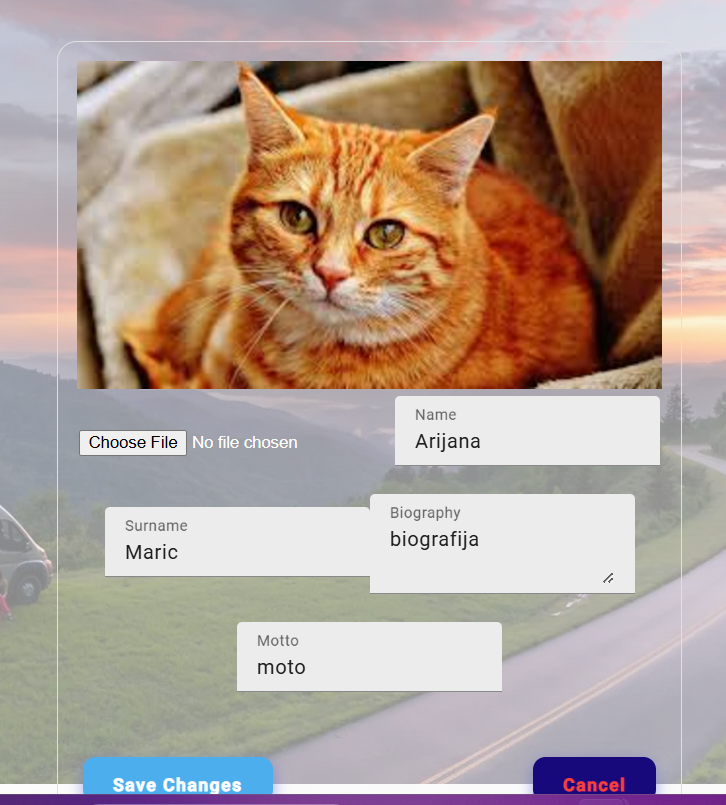 Choose File No file chosen
Name
Arijana
Surname
Maric
Biography
biografija
Motto
moto
Save Changes
Cancel